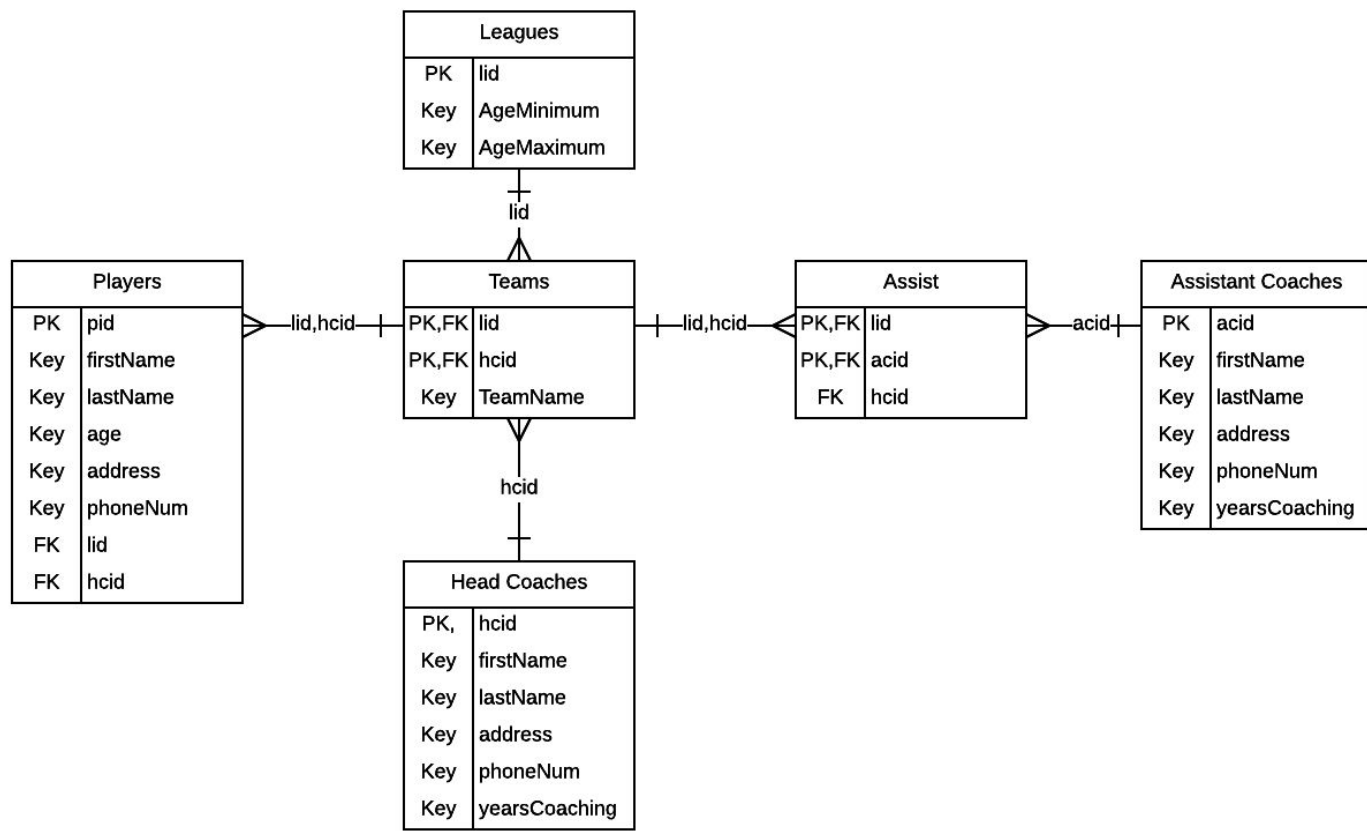 Leagues
PK lid
Key AgeMinimum
Key AgeMaximum
lid
Players
PK pid
Key firstName
Key lastName
Key age
Key address
Key phoneNum
FK lid
FK hcid
lid,hcid
Teams
PK,FK lid
PK,FK hcid
Key TeamName
lid,hcid
Assist
PK,FK lid
PK,FK acid
FK hcid
acid
Assistant Coaches
PK acid
Key firstName
Key lastName
Key address
Key phoneNum
Key yearsCoaching
hcid
Head Coaches
PK, hcid
Key firstName
Key lastName
Key address
Key phoneNum
Key yearsCoaching